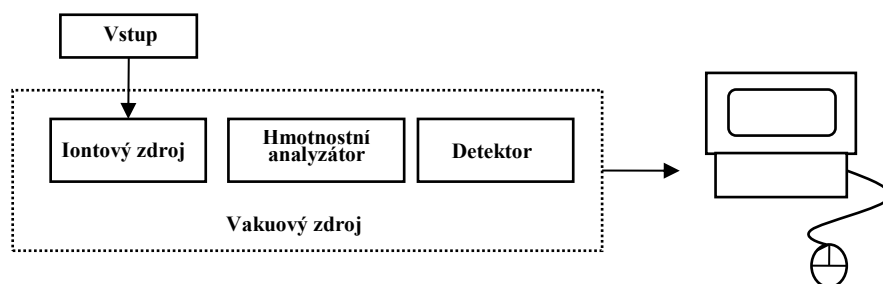 Vstup
Iontový zdroj
Hmotnostní
analyzátor
Detektor
Vakuový zdroj